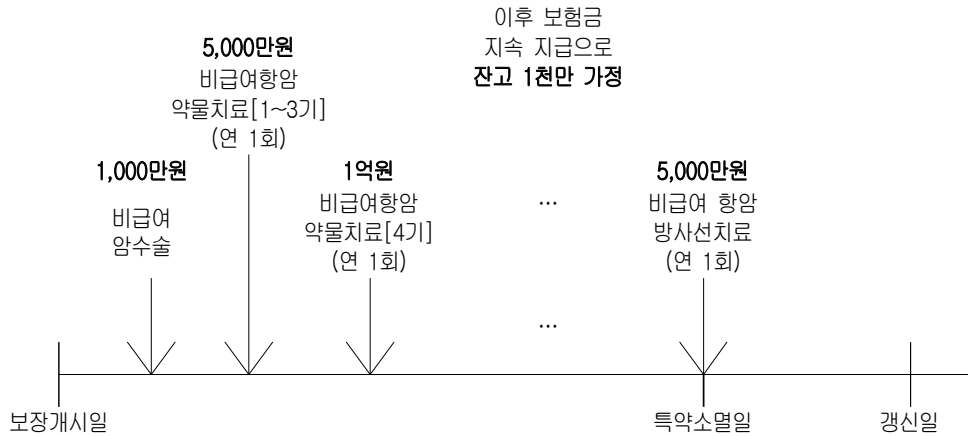 이후 보험금
지속 지급으로
잔고 1천만 가정
5,000만원
비급여항암
약물치료[1~3기]
(연 1회)
1,000만원
비급여
암수술
1억원
비급여항암
약물치료[4기]
(연 1회)
...
...
5,000만원
비급여 항암
방사선치료
(연 1회)
보장개시일
특약소멸일
갱신일